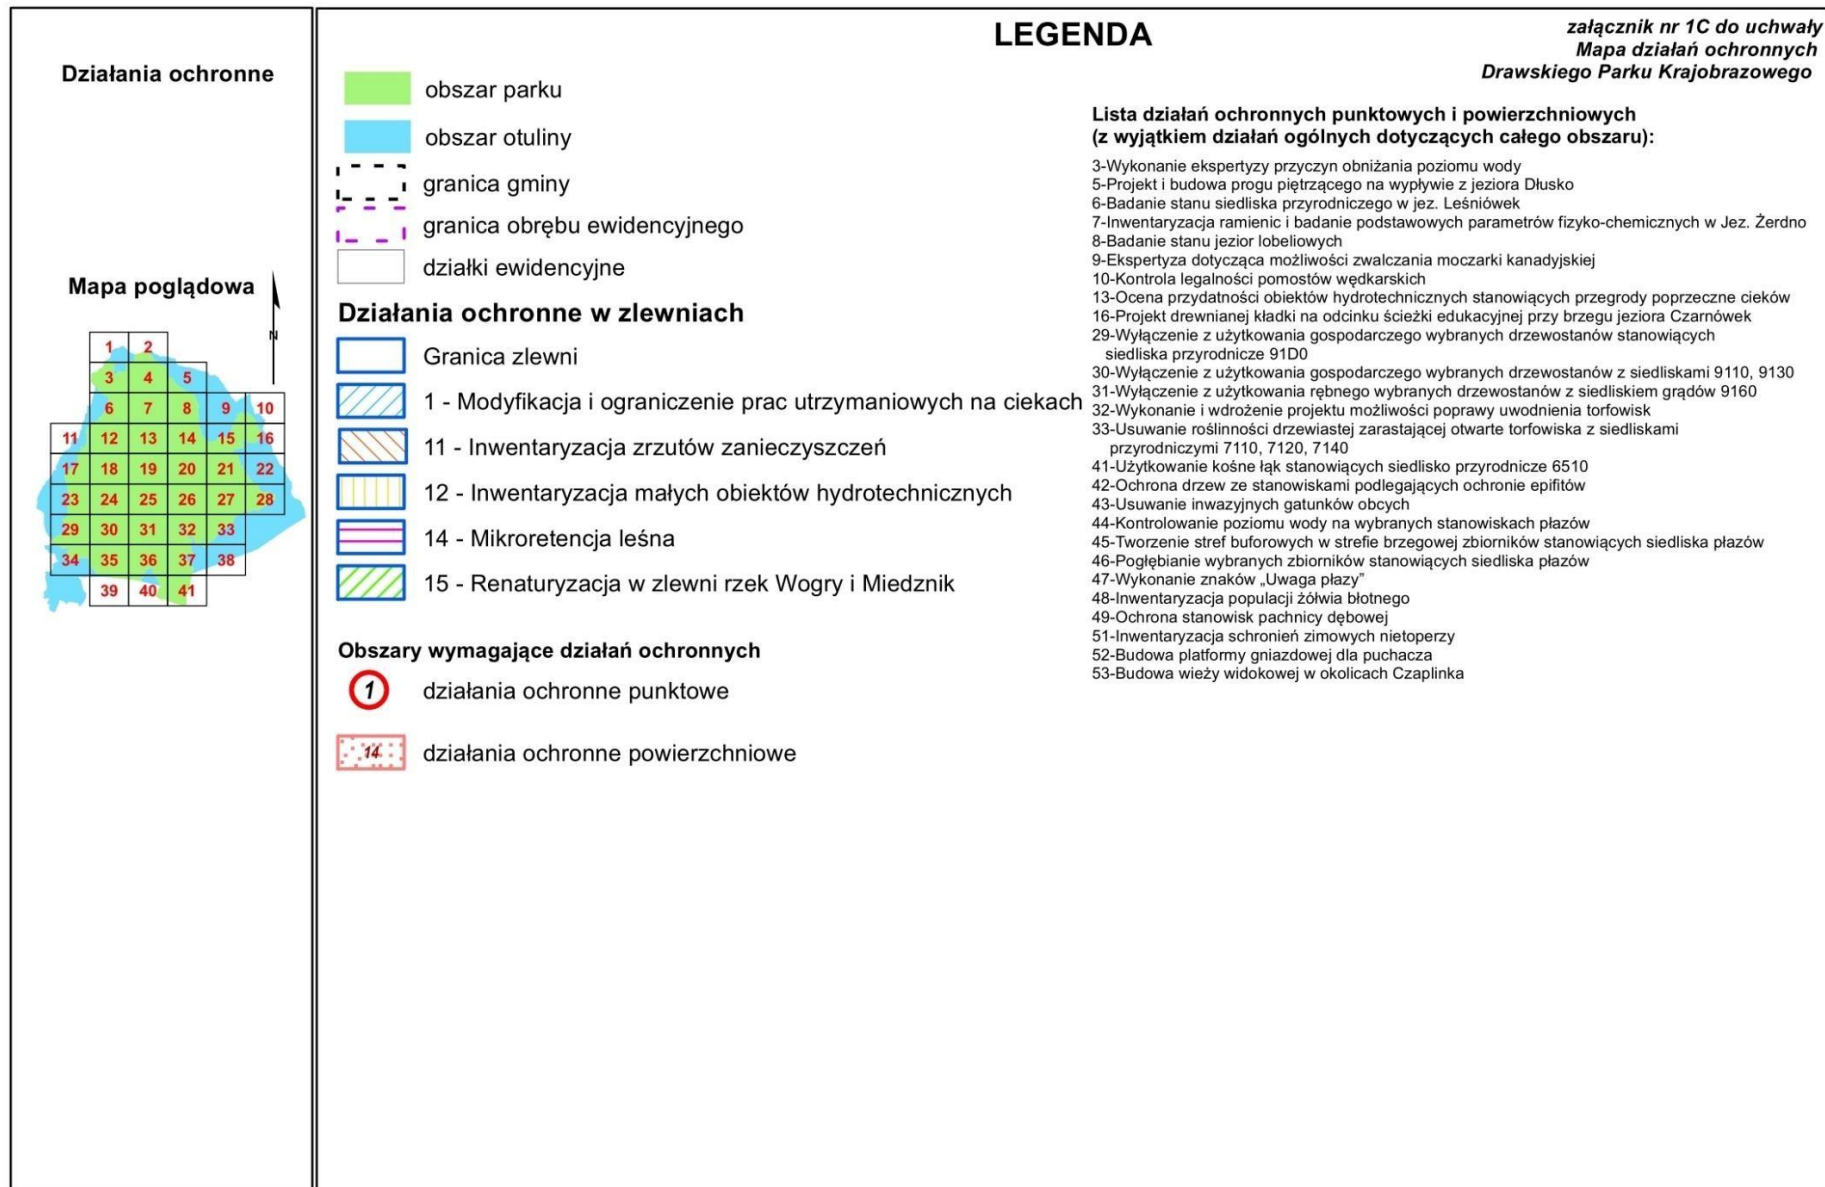 Działania ochronne
Mapa poglądowa
N
1 2
3 4 5
6 7 8 9 10
11 12 13 14 15 16
17 18 19 20 21 22
23 24 25 26 27 28
29 30 31 32 33
34 35 36 37 38
39 40 41
LEGENDA
załącznik nr 1C do uchwały
Mapa działań ochronnych
Drawskiego Parku Krajobrazowego
obszar parku
obszar otuliny
granica gminy
granica obrębu ewidencyjnego
działki ewidencyjne
Działania ochronne w zlewniach
Granica zlewni
1 - Modyfikacja i ograniczenie prac utrzymaniowych na ciekach
11 - Inwentaryzacja zrzutów zanieczyszczeń
12 - Inwentaryzacja małych obiektów hydrotechnicznych
14 - Mikroretencja leśna
15 - Renaturyzacja w zlewni rzek Wogry i Miedznik
Obszary wymagające działań ochronnych
1 działania ochronne punktowe
14 działania ochronne powierzchniowe
Lista działań ochronnych punktowych i powierzchniowych
(z wyjątkiem działań ogólnych dotyczących całego obszaru):
3-Wykonanie ekspertyzy przyczyn obniżania poziomu wody
5-Projekt i budowa progu piętrzącego na wypływie z jeziora Dłusko
6-Badanie stanu siedliska przyrodniczego w jez. Leśniówek
7-Inwentaryzacja ramienic i badanie podstawowych parametrów fizyko-chemicznych w Jez. Żerdno
8-Badanie stanu jezior lobeliowych
9-Ekspertyza dotycząca możliwości zwalczania moczarki kanadyjskiej
10-Kontrola legalności pomostów wędkarskich
13-Ocena przydatności obiektów hydrotechnicznych stanowiących przegrody poprzeczne cieków
16-Projekt drewnianej kładki na odcinku ścieżki edukacyjnej przy brzegu jeziora Czarnówek
29-Wyłączenie z użytkowania gospodarczego wybranych drzewostanów stanowiących
siedliska przyrodnicze 91D0
30-Wyłączenie z użytkowania gospodarczego wybranych drzewostanów z siedliskami 9110, 9130
31-Wyłączenie z użytkowania rębnego wybranych drzewostanów z siedliskiem grądów 9160
32-Wykonanie i wdrożenie projektu możliwości poprawy uwodnienia torfowisk
33-Usuwanie roślinności drzewiastej zarastającej otwarte torfowiska z siedliskami
przyrodniczymi 7110, 7120, 7140
41-Użytkowanie kośne łąk stanowiących siedlisko przyrodnicze 6510
42-Ochrona drzew ze stanowiskami podlegających ochronie epifitów
43-Usuwanie inwazyjnych gatunków obcych
44-Kontrolowanie poziomu wody na wybranych stanowiskach płazów
45-Tworzenie stref buforowych w strefie brzegowej zbiorników stanowiących siedliska płazów
46-Pogłębianie wybranych zbiorników stanowiących siedliska płazów
47-Wykonanie znaków „Uwaga płazy”
48-Inwentaryzacja populacji żółwia błotnego
49-Ochrona stanowisk pachnicy dębowej
51-Inwentaryzacja schronień zimowych nietoperzy
52-Budowa platformy gniazdowej dla puchacza
53-Budowa wieży widokowej w okolicach Czaplinka